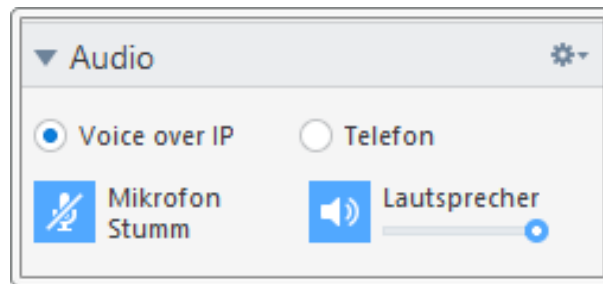 Audio
Voice over IP
Telefon
Mikrofon
Stumm
Lautsprecher